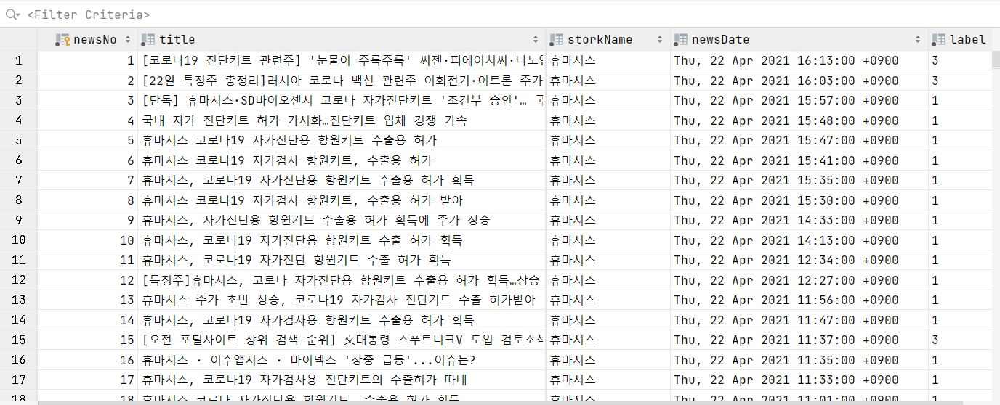 <Filter Criteria>
newsNo title storkName newsDate label
1 1 [코로나19 진단키트 관련주] '눈물이 주륵주륵' 씨젠·피에이치씨·나노 휴마시스 Thu, 22 Apr 2021 16:13:00 +0900 3
2 2 [22일 특징주 총정리]러시아 코로나 백신 관련주 이화전기·이트론 주가 휴마시스 Thu, 22 Apr 2021 16:03:00 +0900 3
3 3 [단독] 휴마시스·SD바이오센서 코로나 자가진단키트 '조건부 승인'… 휴마시스 Thu, 22 Apr 2021 15:57:00 +0900 1
4 4 국내 자가 진단키트 허가 가시화…진단키트 업체 경쟁 가속 휴마시스 Thu, 22 Apr 2021 15:48:00 +0900 1
5 5 휴마시스 코로나19 자가진단용 항원키트 수출용 허가 휴마시스 Thu, 22 Apr 2021 15:47:00 +0900 1
6 6 휴마시스 코로나19 자가검사 항원키트, 수출용 허가 휴마시스 Thu, 22 Apr 2021 15:41:00 +0900 1
7 7 휴마시스, 코로나19 자가진단용 항원키트 수출용 허가 획득 휴마시스 Thu, 22 Apr 2021 15:35:00 +0900 1
8 8 휴마시스 코로나19 자가검사 항원키트, 수출용 허가 받아 휴마시스 Thu, 22 Apr 2021 15:30:00 +0900 1
9 9 휴마시스, 자가진단용 항원키트 수출용 허가 획득에 주가 상승 휴마시스 Thu, 22 Apr 2021 14:33:00 +0900 1
10 10 휴마시스, 코로나19 자가진단용 항원키트 수출 허가 획득 휴마시스 Thu, 22 Apr 2021 14:13:00 +0900 1
11 11 휴마시스, 코로나19 자가진단 항원키트 수출 허가 획득 휴마시스 Thu, 22 Apr 2021 12:34:00 +0900 1
12 12 [특징주]휴마시스, 코로나 자가진단용 항원키트 수출용 허가 획득…상승 휴마시스 Thu, 22 Apr 2021 12:27:00 +0900 1
13 13 휴마시스 주가 초반 상승, 코로나19 자가검사 진단키트 수출 허가받아 휴마시스 Thu, 22 Apr 2021 11:56:00 +0900 1
14 14 휴마시스, 코로나19 자가검사용 항원키트 수출용 허가 획득 휴마시스 Thu, 22 Apr 2021 11:47:00 +0900 1
15 15 [오전 포털사이트 상위 검색 순위] 文대통령 스푸트니크V 도입 검토소식 휴마시스 Thu, 22 Apr 2021 11:37:00 +0900 3
16 16 휴마시스 · 이수앱지스 · 바이넥스 '장중 급등'...이슈는? 휴마시스 Thu, 22 Apr 2021 11:35:00 +0900 1
17 17 휴마시스, 코로나19 자가검사용 진단키트의 수출허가 따내 휴마시스 Thu, 22 Apr 2021 11:33:00 +0900 1
18 18 휴마시스 코로나 자가진단용 항원키트, 수출용 허가 획득 휴마시스 Thu, 22 Apr 2021 11:01:00 +0900 1